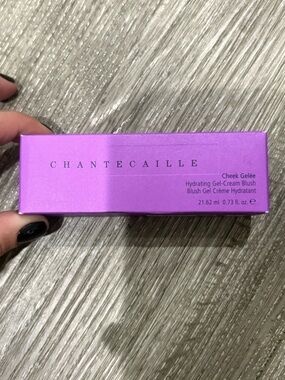 CHANTECAILLE
Cheek Gelée
Hydrating Gel-Cream Blush
Blush Gel Crème Hydratant
21.62 ml 0.73 fl. oz. ℮